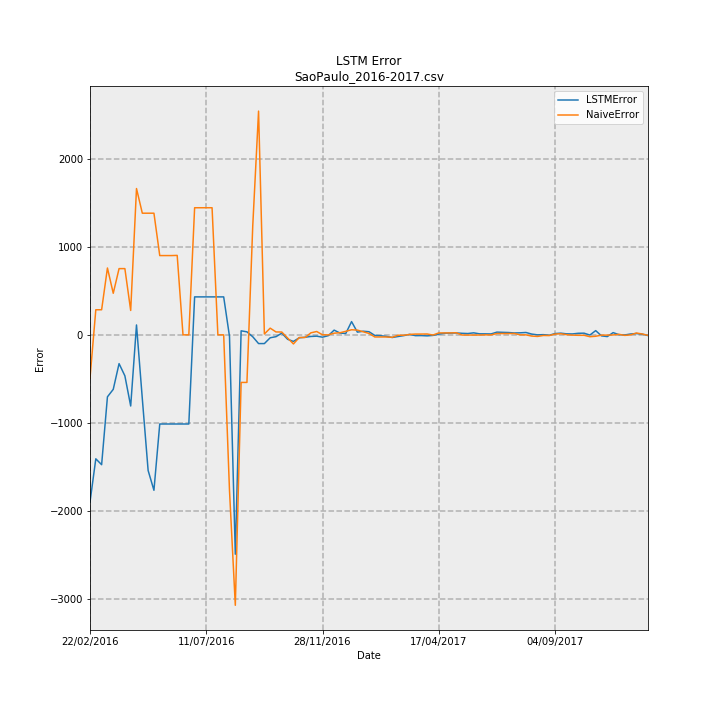 LSTM Error
SaoPaulo_2016-2017.csv
LSTMError
NaiveError
2000
1000
0
−1000
−2000
−3000
Error
22/02/2016
11/07/2016
28/11/2016
17/04/2017
04/09/2017
Date